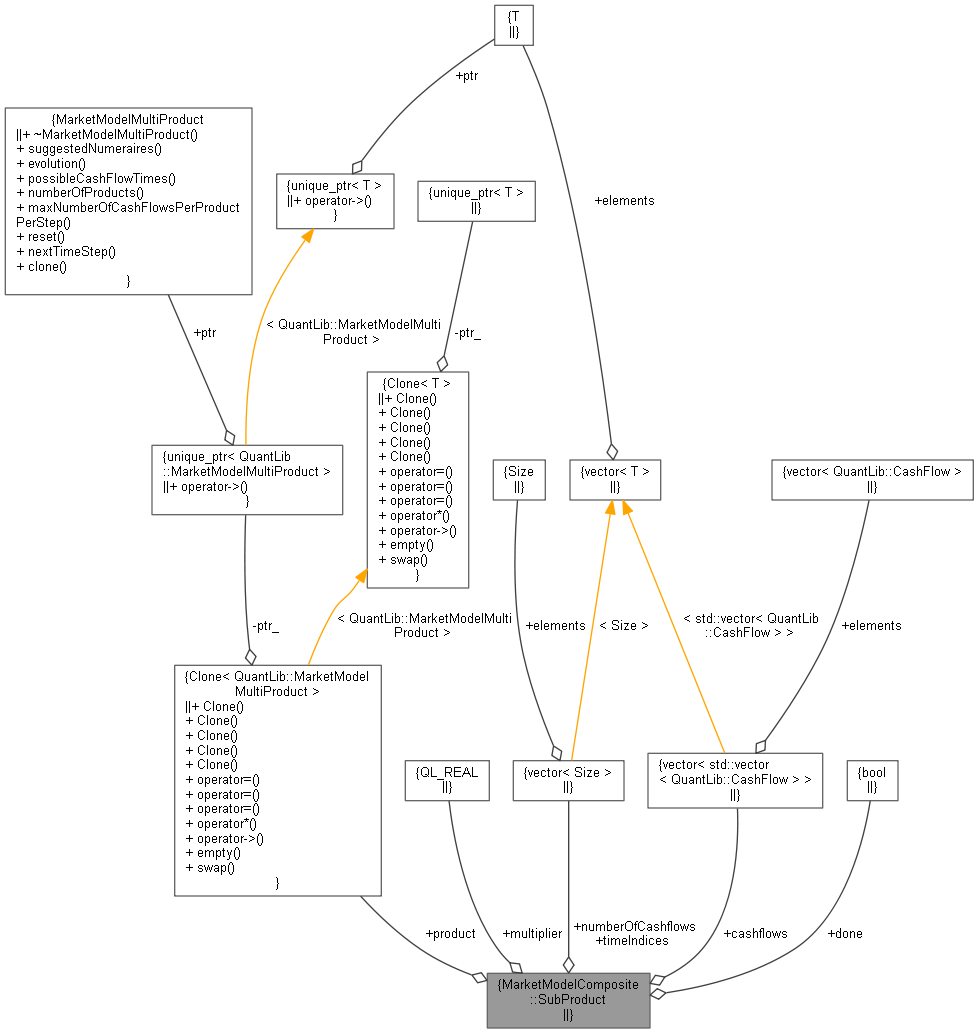 {T
||}
+ptr
{MarketModelMultiProduct
||+ ~MarketModelMultiProduct()
+ suggestedNumeraires()
+ evolution()
+ possibleCashFlowTimes()
+ numberOfProducts()
+ maxNumberOfCashFlowsPerProduct
PerStep()
+ reset()
+ nextTimeStep()
+ clone()
}
{unique_ptr< T >
||+ operator->()
}
{unique_ptr< T >
||}
+elements
+ptr
< QuantLib::MarketModelMulti
Product >
-ptr_
{Clone< T >
||+ Clone()
+ Clone()
+ Clone()
+ Clone()
+ Clone()
+ operator=()
+ operator=()
+ operator=()
+ operator*()
+ operator->()
+ empty()
+ swap()
}
{unique_ptr< QuantLib
::MarketModelMultiProduct >
||+ operator->()
}
{Size
||}
{vector< T >
||}
{vector< QuantLib::CashFlow >
||}
-ptr_
< QuantLib::MarketModelMulti
Product >
+elements
< Size >
< std::vector< QuantLib
::CashFlow > >
+elements
{Clone< QuantLib::MarketModel
MultiProduct >
||+ Clone()
+ Clone()
+ Clone()
+ Clone()
+ Clone()
+ operator=()
+ operator=()
+ operator=()
+ operator*()
+ operator->()
+ empty()
+ swap()
}
{QL_REAL
||}
{vector< Size >
||}
{vector< std::vector
< QuantLib::CashFlow > >
||}
{bool
||}
+product
+multiplier
+numberOfCashflows
+timeIndices
+cashflows
+done
{MarketModelComposite
::SubProduct
||}